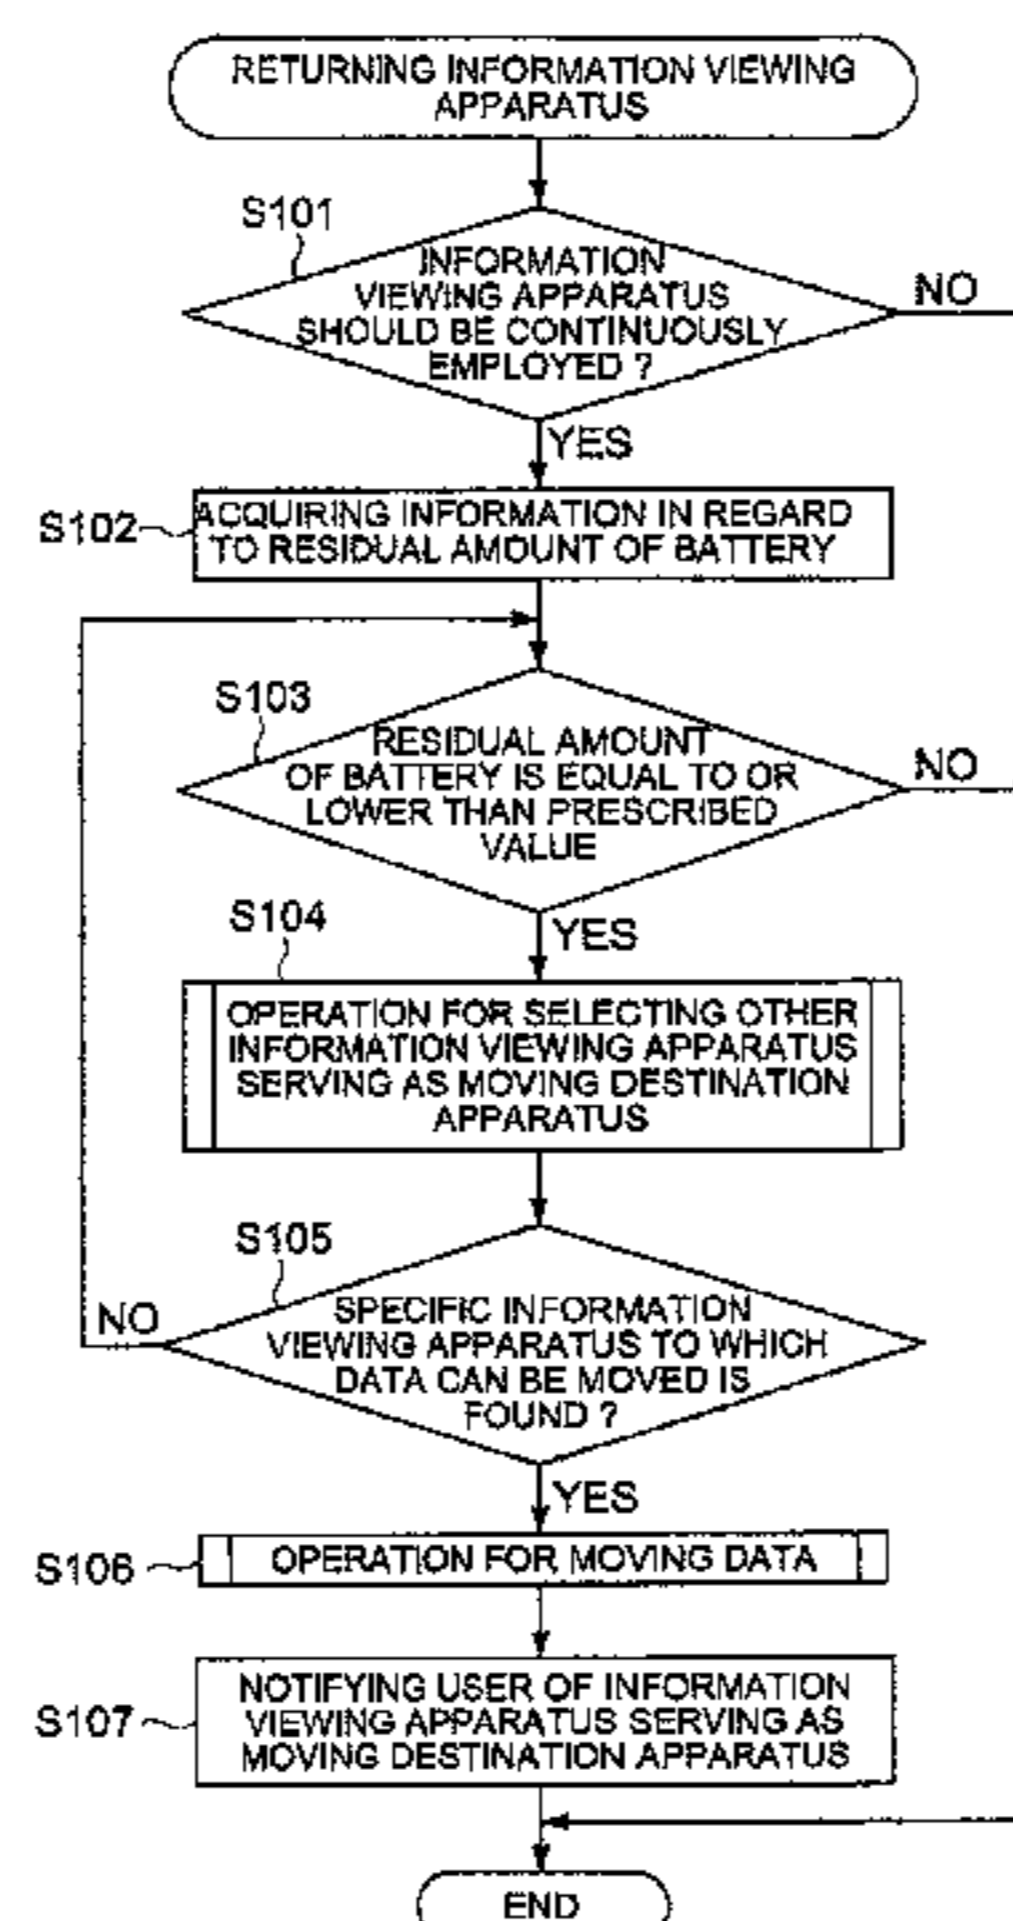 RETURNING INFORMATION VIEWING
APPARATUS
S101
INFORMATION
VIEWING APPARATUS
SHOULD BE CONTINUOUSLY
EMPLOYED ?
NO
YES
S102
ACQUIRING INFORMATION IN REGARD
TO RESIDUAL AMOUNT OF BATTERY
S103
RESIDUAL AMOUNT
OF BATTERY IS EQUAL TO OR
LOWER THAN PRESCRIBED
VALUE
NO
YES
S104
OPERATION FOR SELECTING OTHER
INFORMATION VIEWING APPARATUS
SERVING AS MOVING DESTINATION
APPARATUS
S105
SPECIFIC INFORMATION
VIEWING APPARATUS TO WHICH
DATA CAN BE MOVED IS
FOUND ?
NO
YES
S106
OPERATION FOR MOVING DATA
S107
NOTIFYING USER OF INFORMATION
VIEWING APPARATUS SERVING AS
MOVING DESTINATION APPARATUS
END